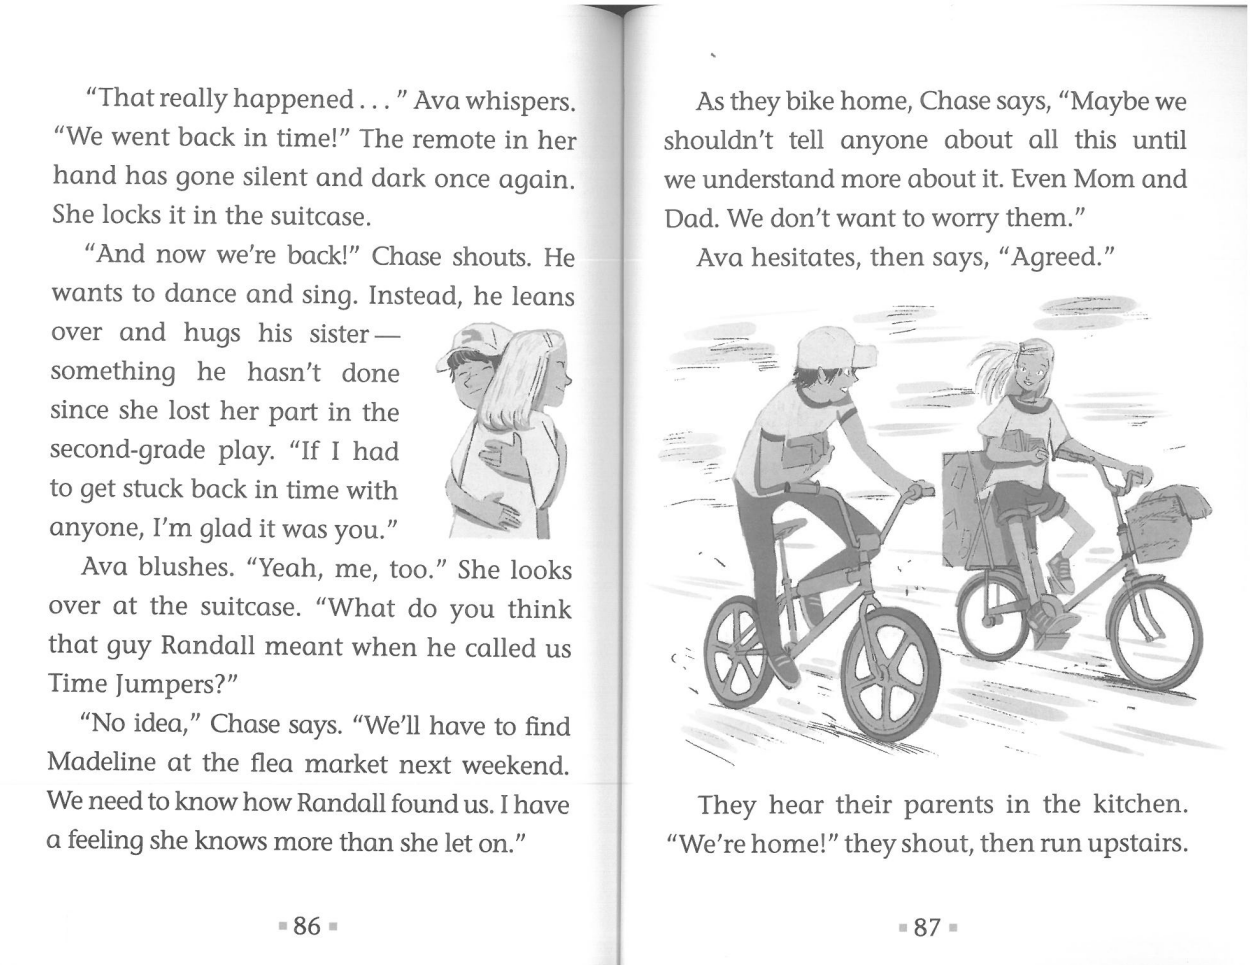 “That really happened . . . ” Ava whispers.
“We went back in time!” The remote in her
hand has gone silent and dark once again.
She locks it in the suitcase.
“And now we’re back!” Chase shouts. He
wants to dance and sing. Instead, he leans
over and hugs his sister—
something he hasn’t done
since she lost her part in the
second-grade play. “If I had
to get stuck back in time with
anyone, I’m glad it was you.”
Ava blushes. “Yeah, me, too.” She looks
over at the suitcase. “What do you think
that guy Randall meant when he called us
Time Jumpers?”
“No idea,” Chase says. “We’ll have to find
Madeline at the flea market next weekend.
We need to know how Randall found us. I have
a feeling she knows more than she let on.”
86
As they bike home, Chase says, “Maybe we
shouldn’t tell anyone about all this until
we understand more about it. Even Mom and
Dad. We don’t want to worry them.”
Ava hesitates, then says, “Agreed.”
They hear their parents in the kitchen.
“We’re home!” they shout, then run upstairs.
87